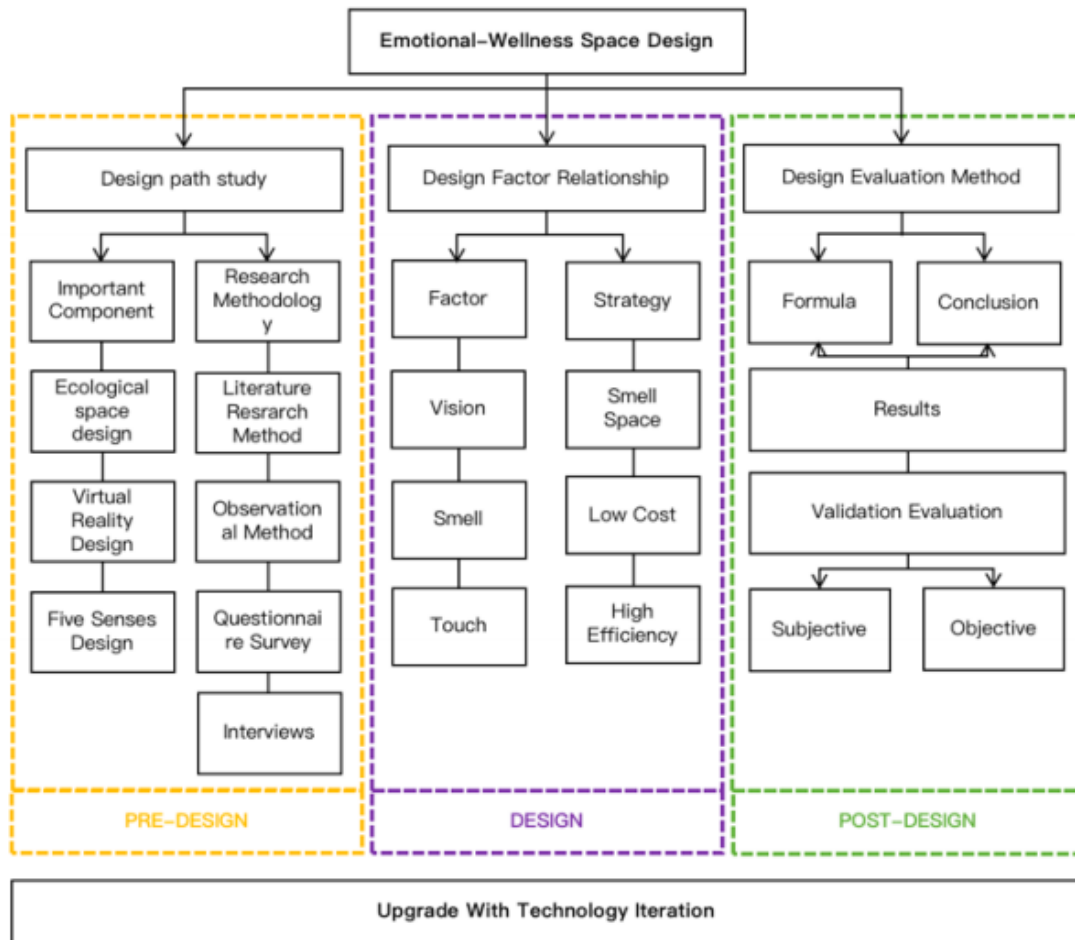 Emotional-Wellness Space Design
Design path study
Design Factor Relationship
Design Evaluation Method
Important
Component
Research
Methodolog
y
Factor
Strategy
Formula
Conclusion
Ecological
space
design
Literature
Resrarch
Method
Vision
Smell
Space
Results
Virtual
Reality
Design
Observation
al Method
Smell
Low Cost
Validation Evaluation
Five Senses
Design
Questionnai
re Survey
Touch
High
Efficiency
Subjective
Objective
Interviews
PRE-DESIGN
DESIGN
POST-DESIGN
Upgrade With Technology Iteration